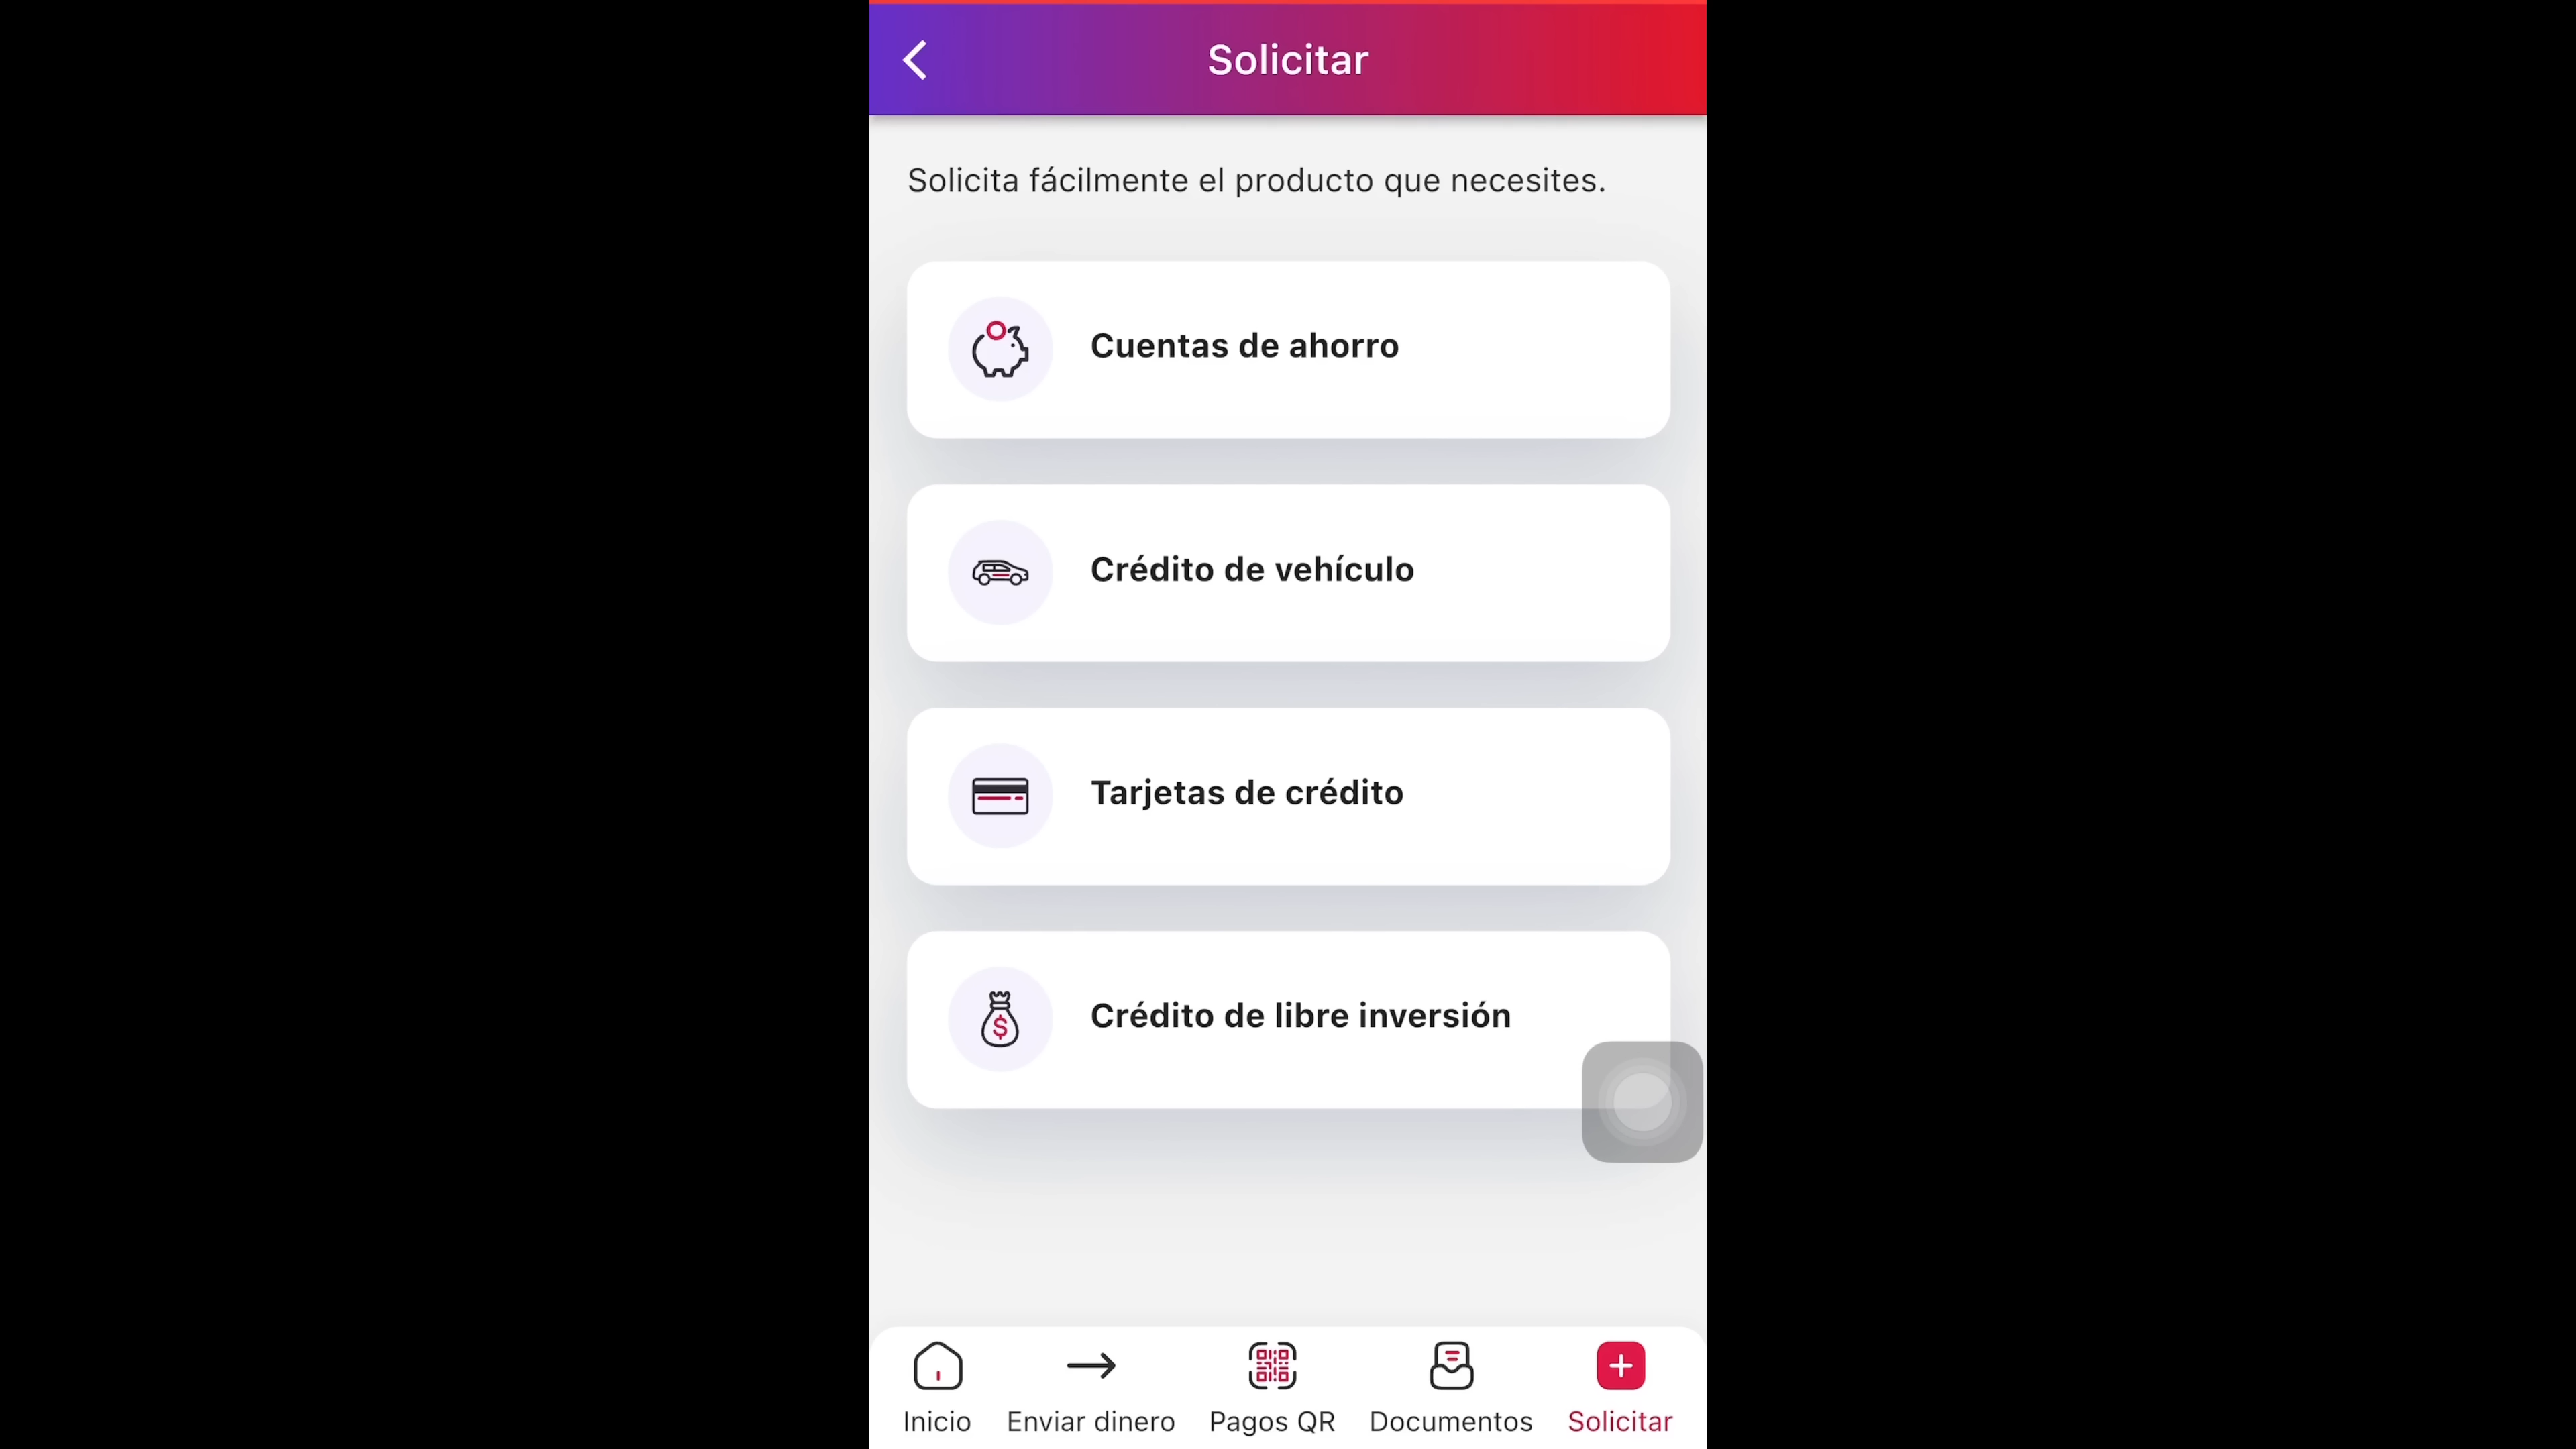 Solicitar
Solicita fácilmente el producto que necesites.
Cuentas de ahorro
Crédito de vehículo
Tarjetas de crédito
$
Crédito de libre inversión
Inicio
Enviar dinero
Pagos QR
Documentos
Solicitar